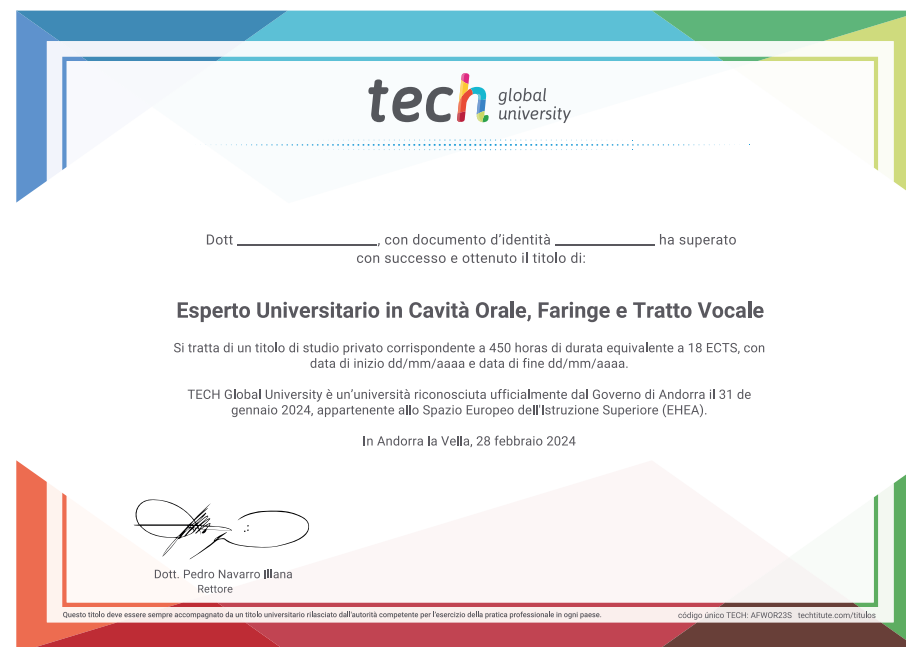 tech global university
Dott ______________, con documento d'identità __________ ha superato
con successo e ottenuto il titolo di:
Esperto Universitario in Cavità Orale, Faringe e Tratto Vocale
Si tratta di un titolo di studio privato corrispondente a 450 horas di durata equivalente a 18 ECTS, con
data di inizio dd/mm/aaaa e data di fine dd/mm/aaaa.
TECH Global University è un'università riconosciuta ufficialmente dal Governo di Andorra il 31 de
gennaio 2024, appartenente allo Spazio Europeo dell'Istruzione Superiore (EHEA).
In Andorra la Vella, 28 febbraio 2024
Dott. Pedro Navarro Illana
Rettore
Questo titolo deve essere sempre accompagnato da un titolo universitario rilasciato dall'autorità competente per l'esercizio della pratica professionale in ogni paese.
código único TECH: AFWOR23S techtitute.com/titulos